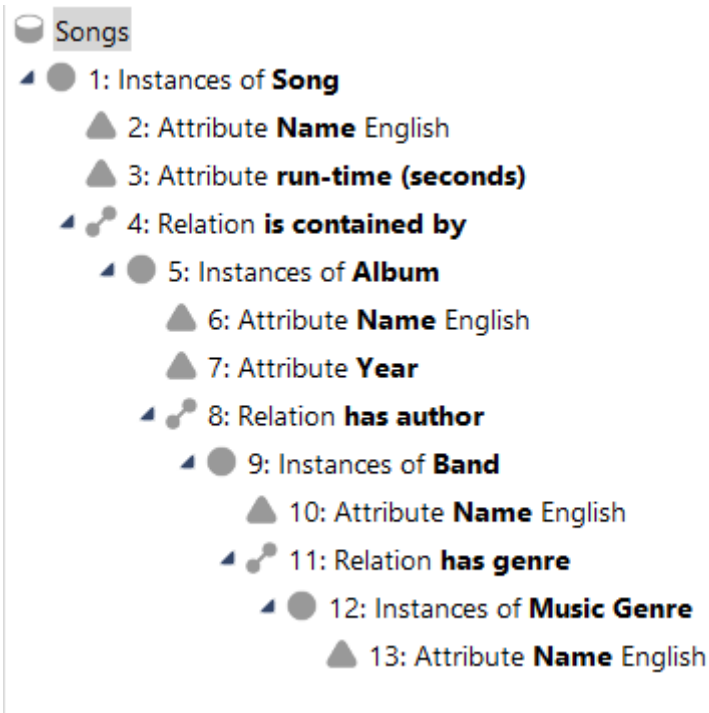 Songs
1: Instances of Song
2: Attribute Name English
3: Attribute run-time (seconds)
4: Relation is contained by
5: Instances of Album
6: Attribute Name English
7: Attribute Year
8: Relation has author
9: Instances of Band
10: Attribute Name English
11: Relation has genre
12: Instances of Music Genre
13: Attribute Name English